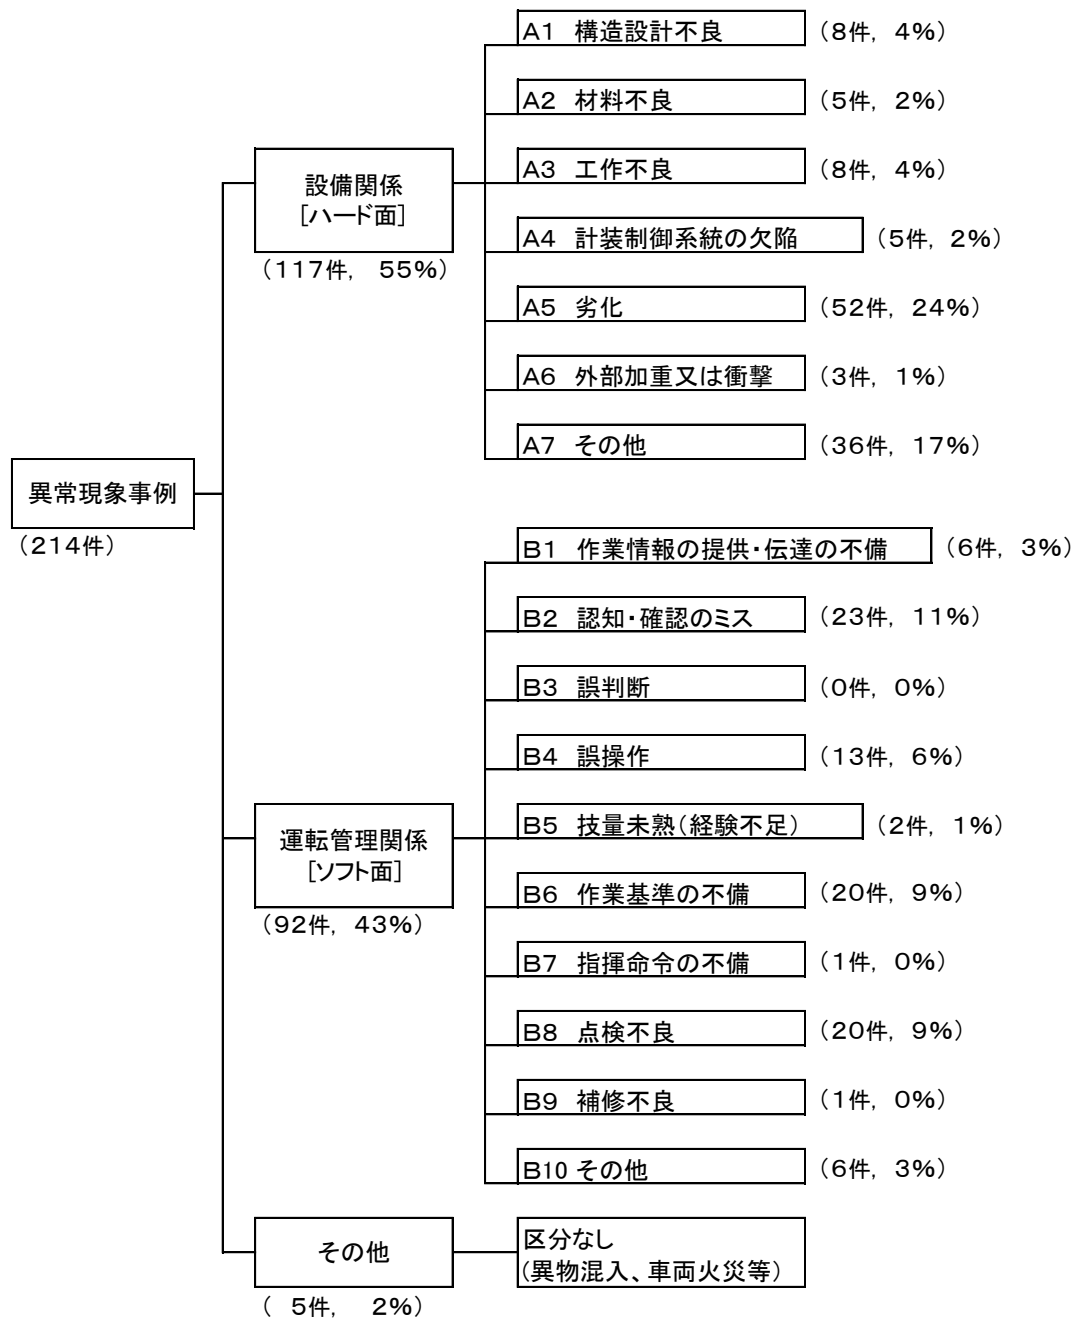 A1 構造設計不良 (8件, 4%)
A2 材料不良 (5件, 2%)
A3 工作不良 (8件, 4%)
設備関係
[ハード面]
(117件, 55%)
A4 計装制御系統の欠陥 (5件, 2%)
A5 劣化 (52件, 24%)
A6 外部加重又は衝撃 (3件, 1%)
A7 その他 (36件, 17%)
異常現象事例
(214件)
B1 作業情報の提供・伝達の不備 (6件, 3%)
B2 認知・確認のミス (23件, 11%)
B3 誤判断 (0件, 0%)
B4 誤操作 (13件, 6%)
運転管理関係
[ソフト面]
(92件, 43%)
B5 技量未熟(経験不足) (2件, 1%)
B6 作業基準の不備 (20件, 9%)
B7 指揮命令の不備 (1件, 0%)
B8 点検不良 (20件, 9%)
B9 補修不良 (1件, 0%)
B10 その他 (6件, 3%)
その他
( 5件, 2%)
区分なし
(異物混入、車両火災等)